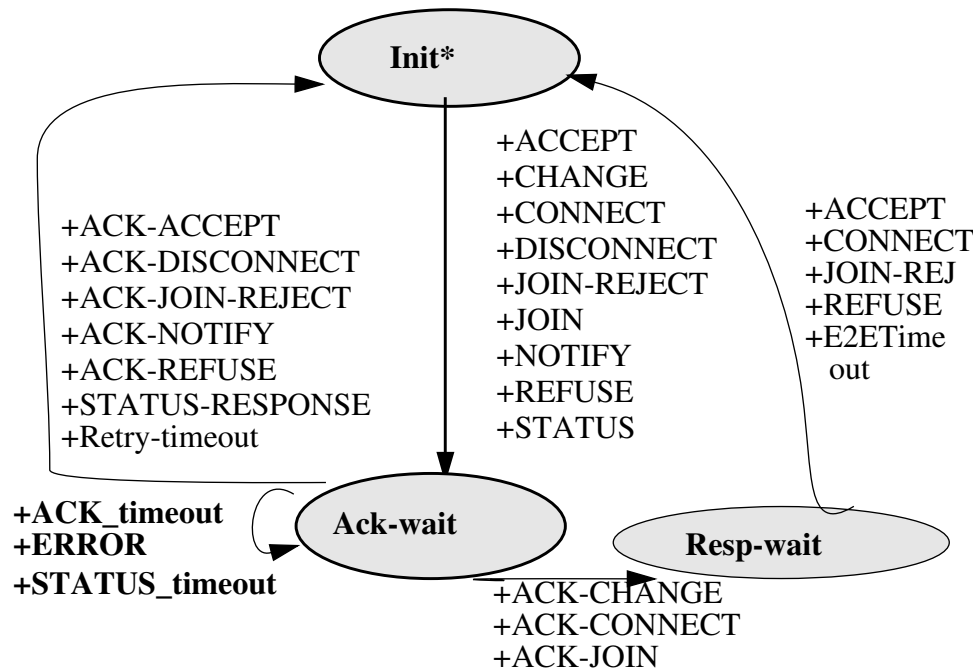 Init*
+ACCEPT
+CHANGE
+CONNECT
+DISCONNECT
+JOIN-REJECT
+JOIN
+NOTIFY
+REFUSE
+STATUS
+ACCEPT
+CONNECT
+JOIN-REJ
+REFUSE
+E2ETime
out
+ACK-ACCEPT
+ACK-DISCONNECT
+ACK-JOIN-REJECT
+ACK-NOTIFY
+ACK-REFUSE
+STATUS-RESPONSE
+Retry-timeout
+ACK_timeout
+ERROR
+STATUS_timeout
Ack-wait
Resp-wait
+ACK-CHANGE
+ACK-CONNECT
+ACK-JOIN